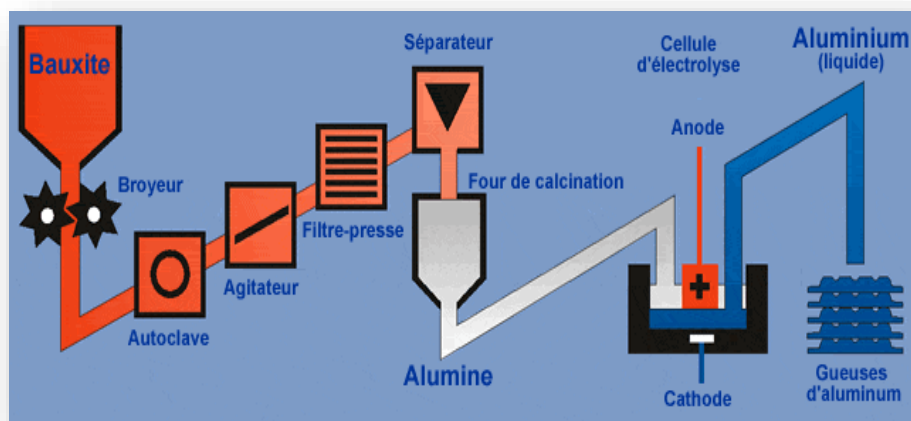 Bauxite
Broyeur
Autoclave
Agitateur
Filtre-presse
Séparateur
Four de calcination
Alumine
Cellule
d'électrolyse
Anode
+
Cathode
Aluminium
(liquide)
Gueuses
d'aluminum